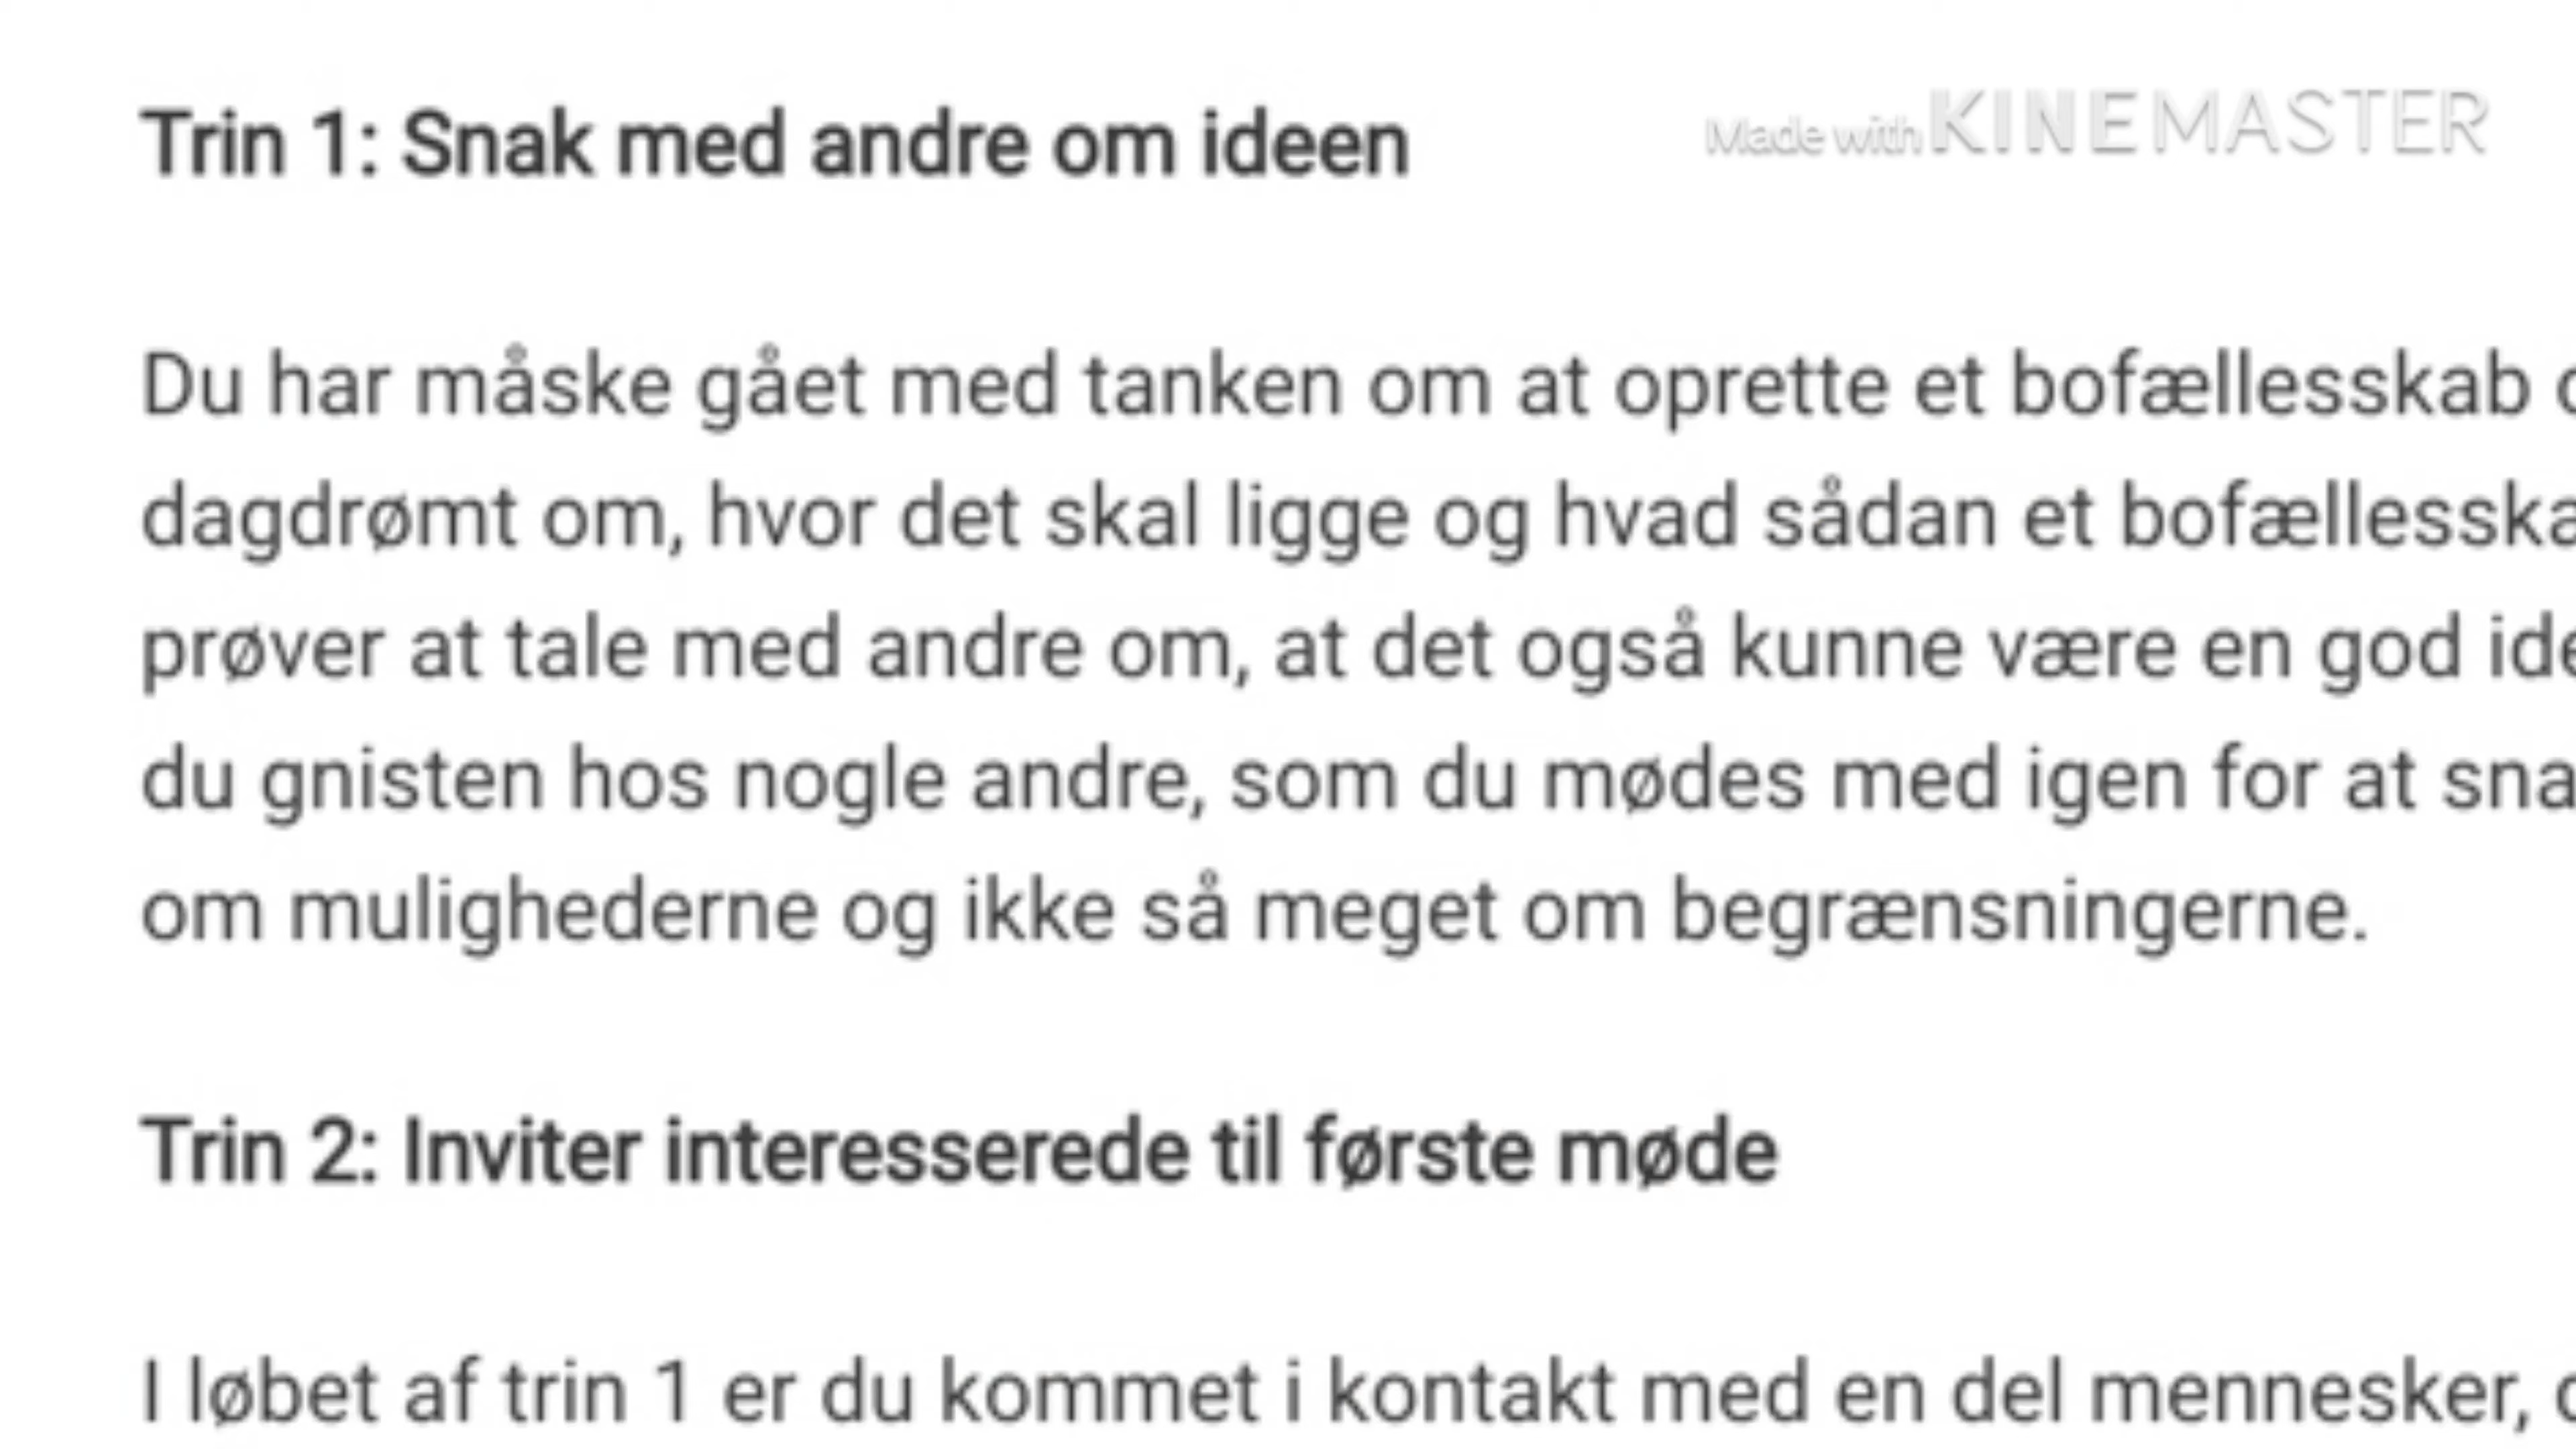 Trin 1: Snak med andre om ideen
Made with KINEMASTER
Du har måske gået med tanken om at oprette et bofællesskab
dagdrømt om, hvor det skal ligge og hvad sådan et
prøver at tale med andre om, at det også kunne være en god
du gnisten hos nogle andre, som du mødes med igen for at
om mulighederne og ikke så meget om begrænsningerne.
Trin 2: Inviter interesserede til første møde
I løbet af trin 1 er du kommet i kontakt med en del mennesker,